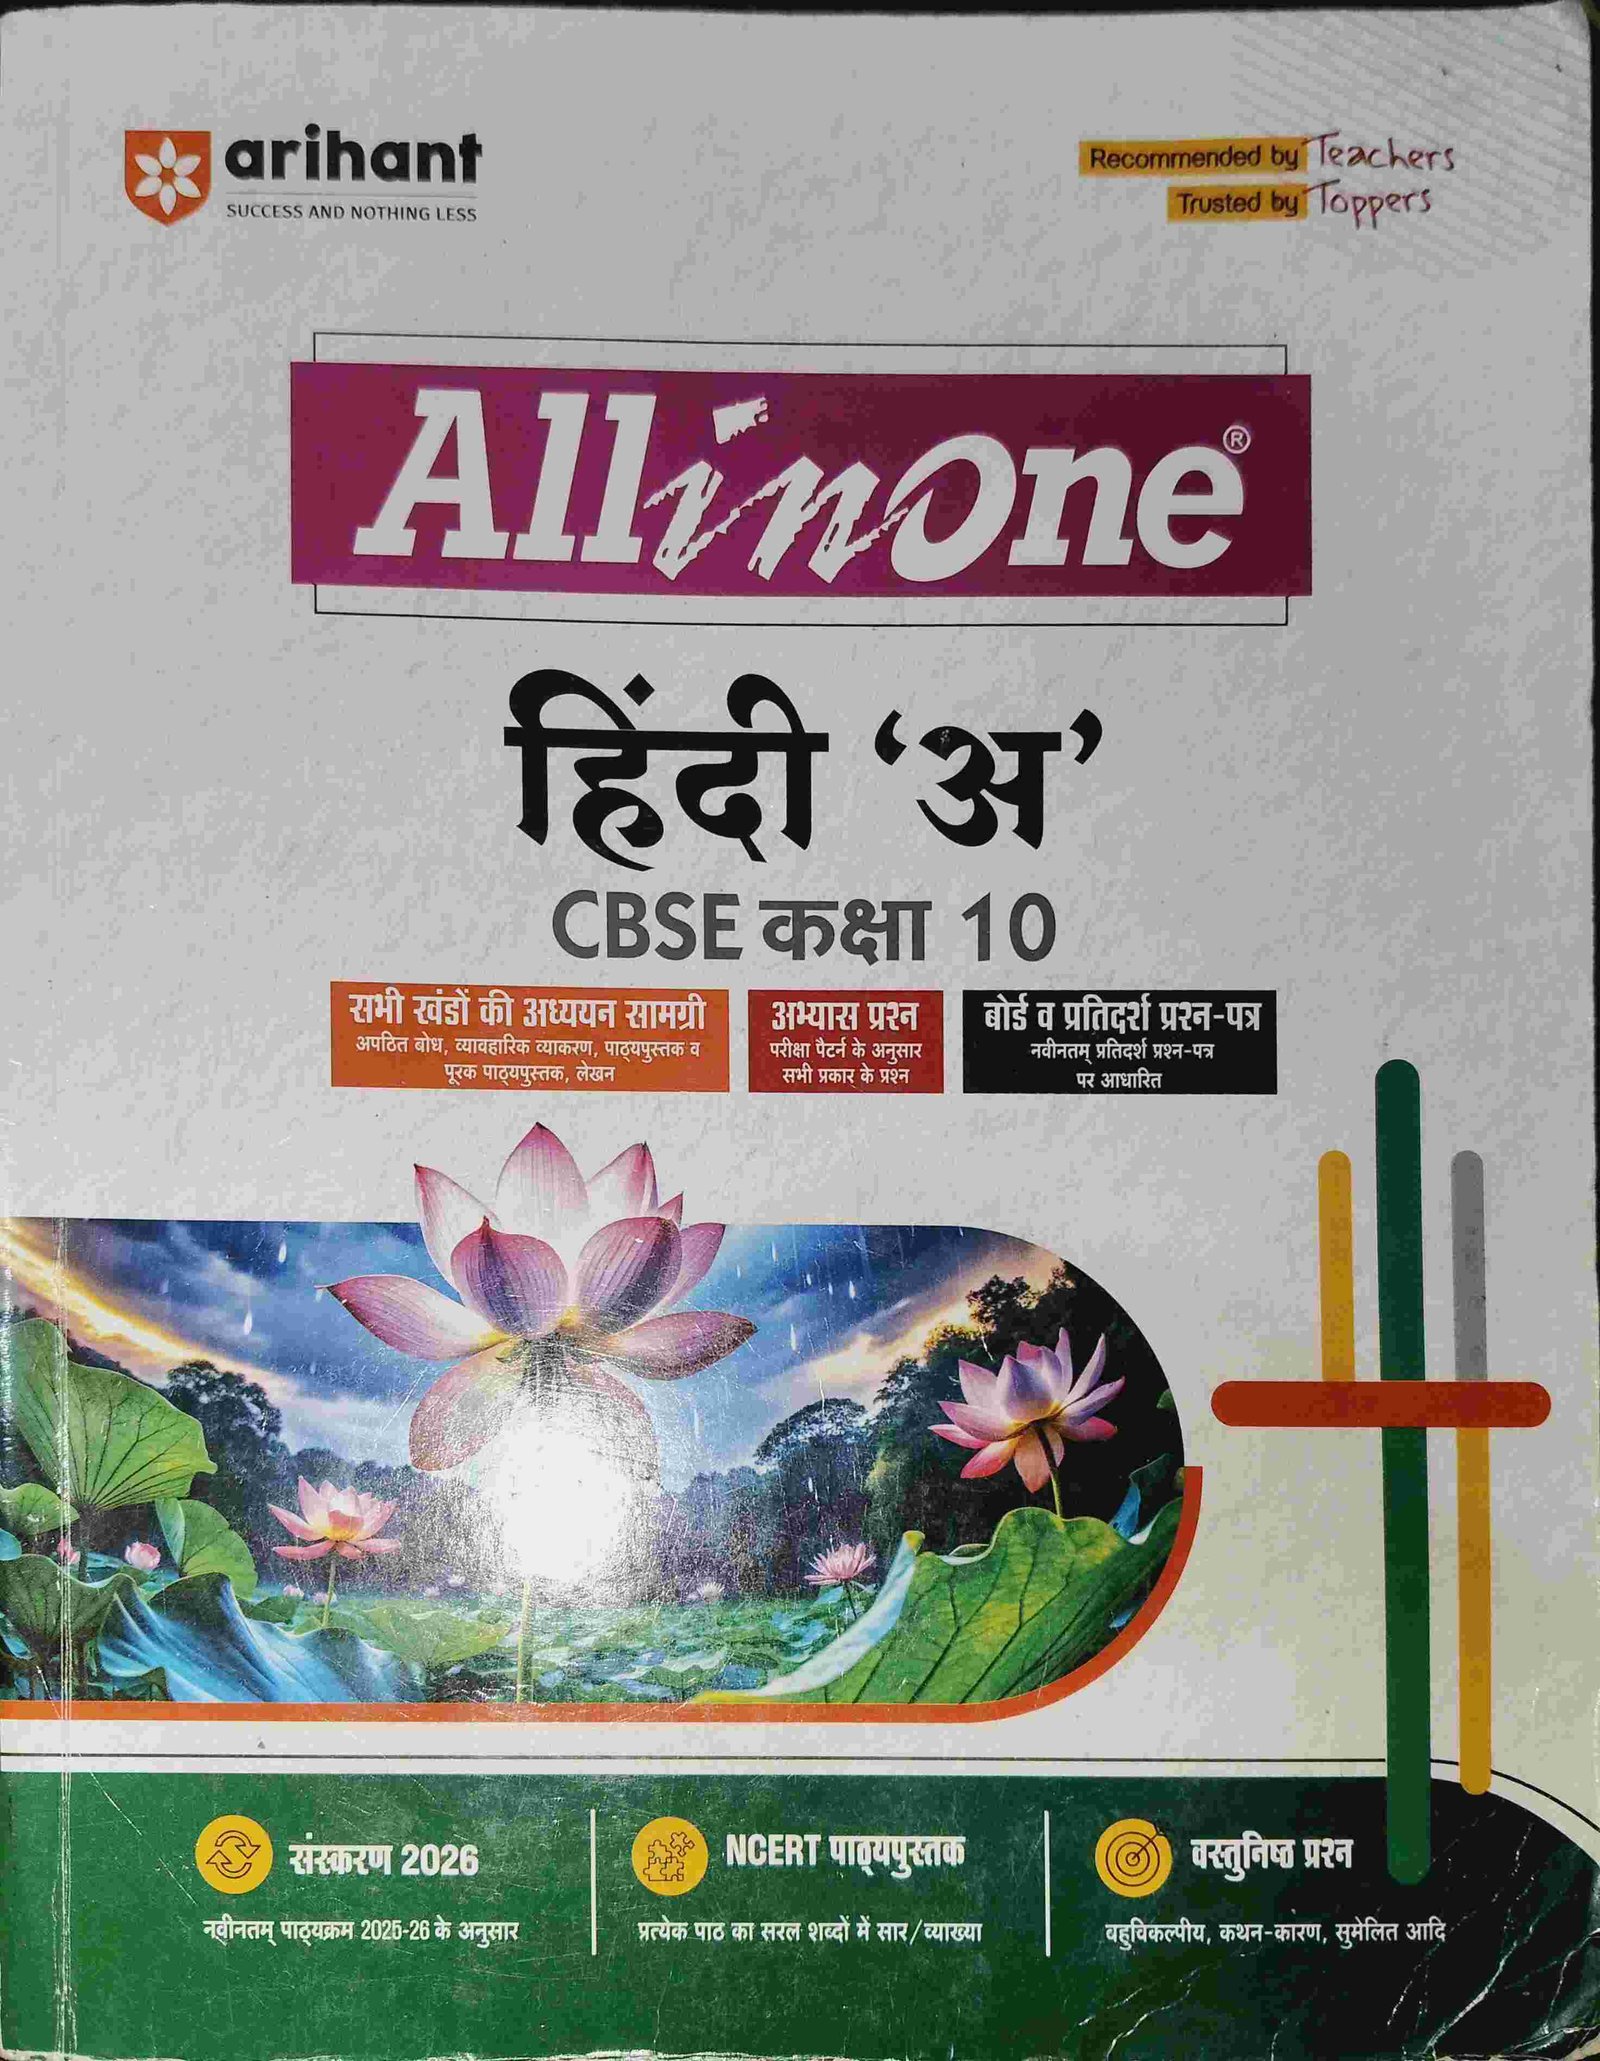 arihant
SUCCESS AND NOTHING LESS
Recommended by Teachers
Trusted by Toppers
All in One®
हिंदी ‘अ’
CBSE कक्षा 10
सभी खंडों की अध्ययन सामग्री
अपठित बोध, व्यावहारिक व्याकरण, पाठ्यपुस्तक व
पूरक पाठ्यपुस्तक, लेखन
अभ्यास प्रश्न
परीक्षा पैटर्न के अनुसार
सभी प्रकार के प्रश्न
बोर्ड व प्रतिदर्श प्रश्न-पत्र
नवीनतम् प्रतिदर्श प्रश्न-पत्र
पर आधारित
संस्करण 2026
नवीनतम् पाठ्यक्रम 2025-26 के अनुसार
NCERT पाठ्यपुस्तक
प्रत्येक पाठ का सरल शब्दों में सार/व्याख्या
वस्तुनिष्ठ प्रश्न
बहुविकल्पीय, कथन-कारण, सुमेलित आदि